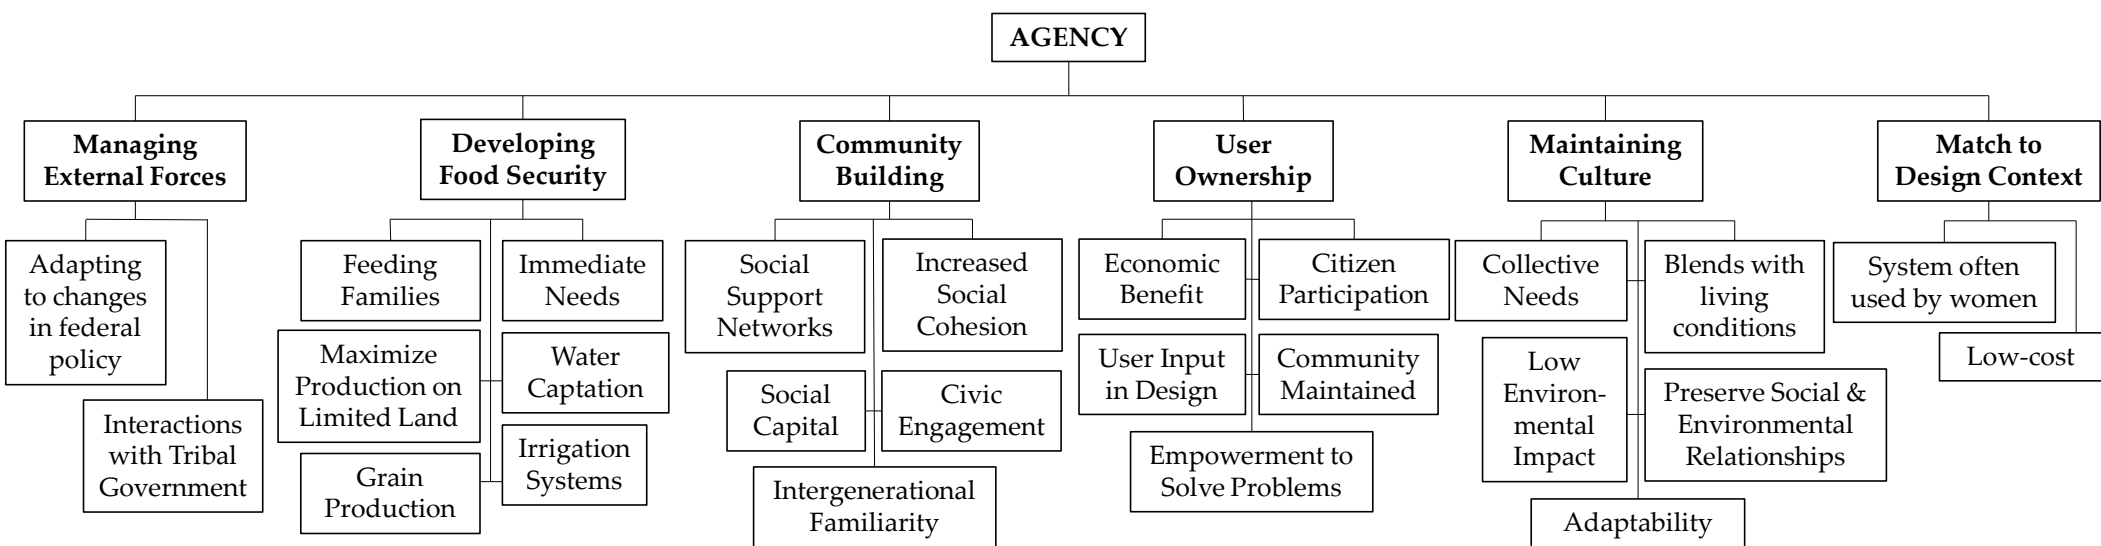 AGENCY
Managing
External Forces
Developing
Food Security
Community
Building
User
Ownership
Maintaining
Culture
Match to
Design Context
Adapting
to changes
in federal
policy
Interactions
with Tribal
Government
Feeding
Families
Immediate
Needs
Maximize
Production on
Limited Land
Water
Captation
Grain
Production
Irrigation
Systems
Social
Support
Networks
Increased
Social
Cohesion
Social
Capital
Civic
Engagement
Intergenerational
Familiarity
Economic
Benefit
Citizen
Participation
User Input
in Design
Community
Maintained
Empowerment to
Solve Problems
Collective
Needs
Blends with
living
conditions
Low
Environ-
mental
Impact
Preserve Social &
Environmental
Relationships
Adaptability
System often
used by women
Low-cost